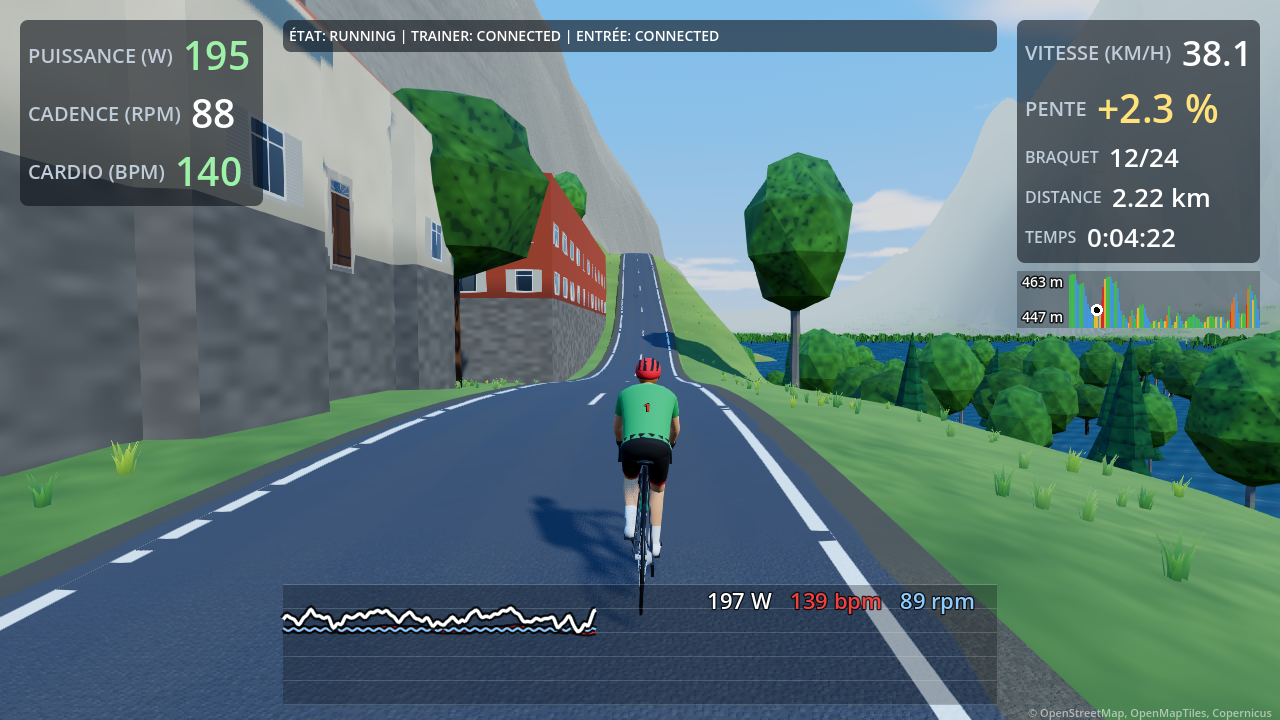 PUISSANCE (W) 195
CADENCE (RPM) 88
CARDIO (BPM) 140
ÉTAT: RUNNING | TRAINER: CONNECTED | ENTRÉE: CONNECTED
VITESSE (KM/H) 38.1
PENTE +2.3 %
BRAQUET 12/24
DISTANCE 2.22 km
TEMPS 0:04:22
463 m
447 m
1
197 W 139 bpm 89 rpm
© OpenStreetMap, OpenMapTiles, Copernicus